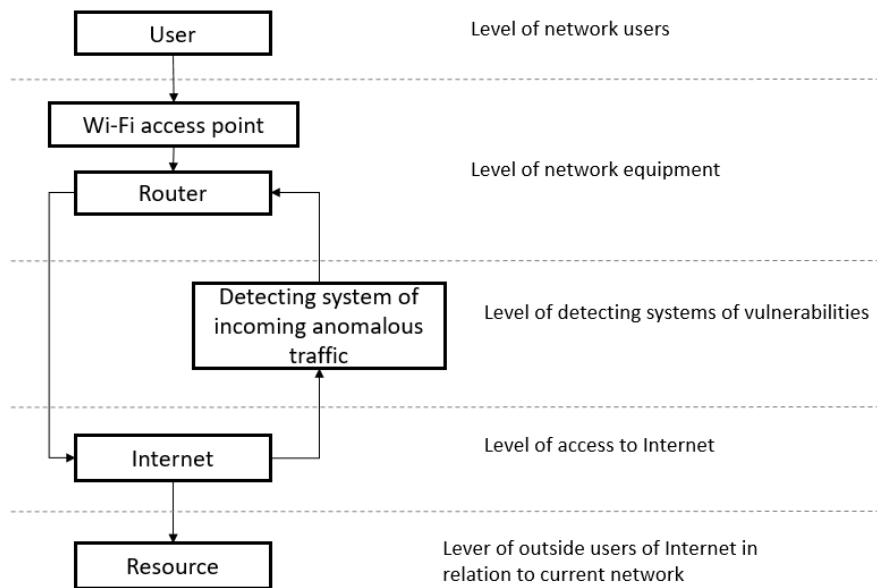 User
Level of network users
Wi-Fi access point
Level of network equipment
Router
Detecting system of
incoming anomalous
traffic
Level of detecting systems of vulnerabilities
Internet
Level of access to Internet
Resource
Lever of outside users of Internet in
relation to current network